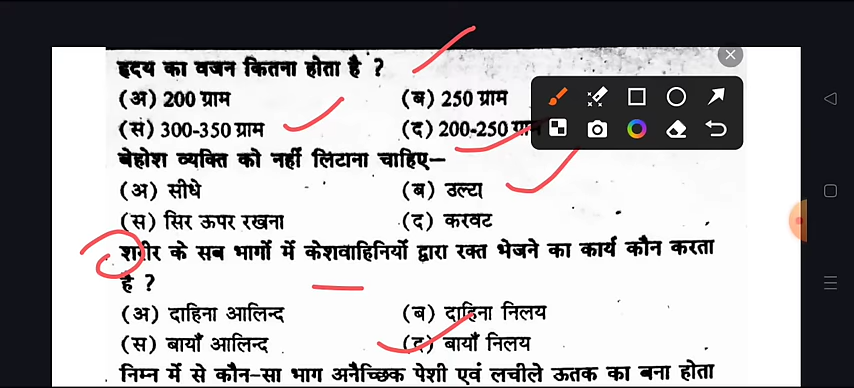 हृदय का वजन कितना होता है ?
(अ) 200 ग्राम (ब) 250 ग्राम
(स) 300-350 ग्राम (द) 200-250 ग्राम
बेहोश व्यक्ति को नहीं लिटाना चाहिए—
(अ) सीधे (ब) उल्टा
(स) सिर ऊपर रखना (द) करवट
शरीर के सब भागों में केशवाहिनियों द्वारा रक्त भेजने का कार्य कौन करता
है ?
(अ) दाहिना आलिन्द (ब) दाहिना निलय
(स) बायाँ आलिन्द (द) बायाँ निलय
निम्न में से कौन-सा भाग अनैच्छिक पेशी एवं लचीले ऊतक का बना होता